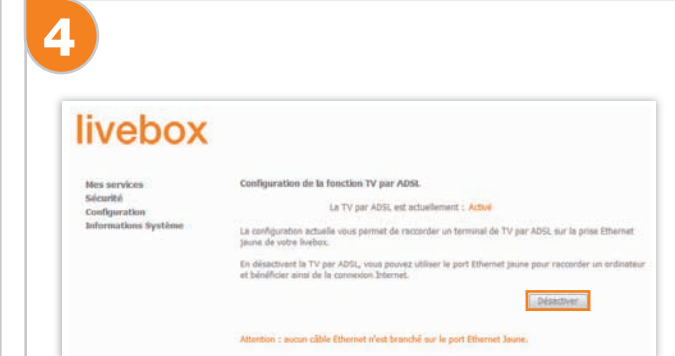 4
livebox
Mes services
Sécurité
Configuration
Informations Système
Configuration de la fonction TV par ADSL
La TV par ADSL est actuellement : Activé
La configuration actuelle vous permet de raccorder un terminal de TV par ADSL sur la prise Ethernet
jaune de votre livebox.
En désactivant la TV par ADSL, vous pouvez utiliser le port Ethernet jaune pour raccorder un ordinateur
et bénéficier ainsi de la connexion Internet.
Désactiver
Attention : aucun câble Ethernet n'est branché sur le port Ethernet Jaune.